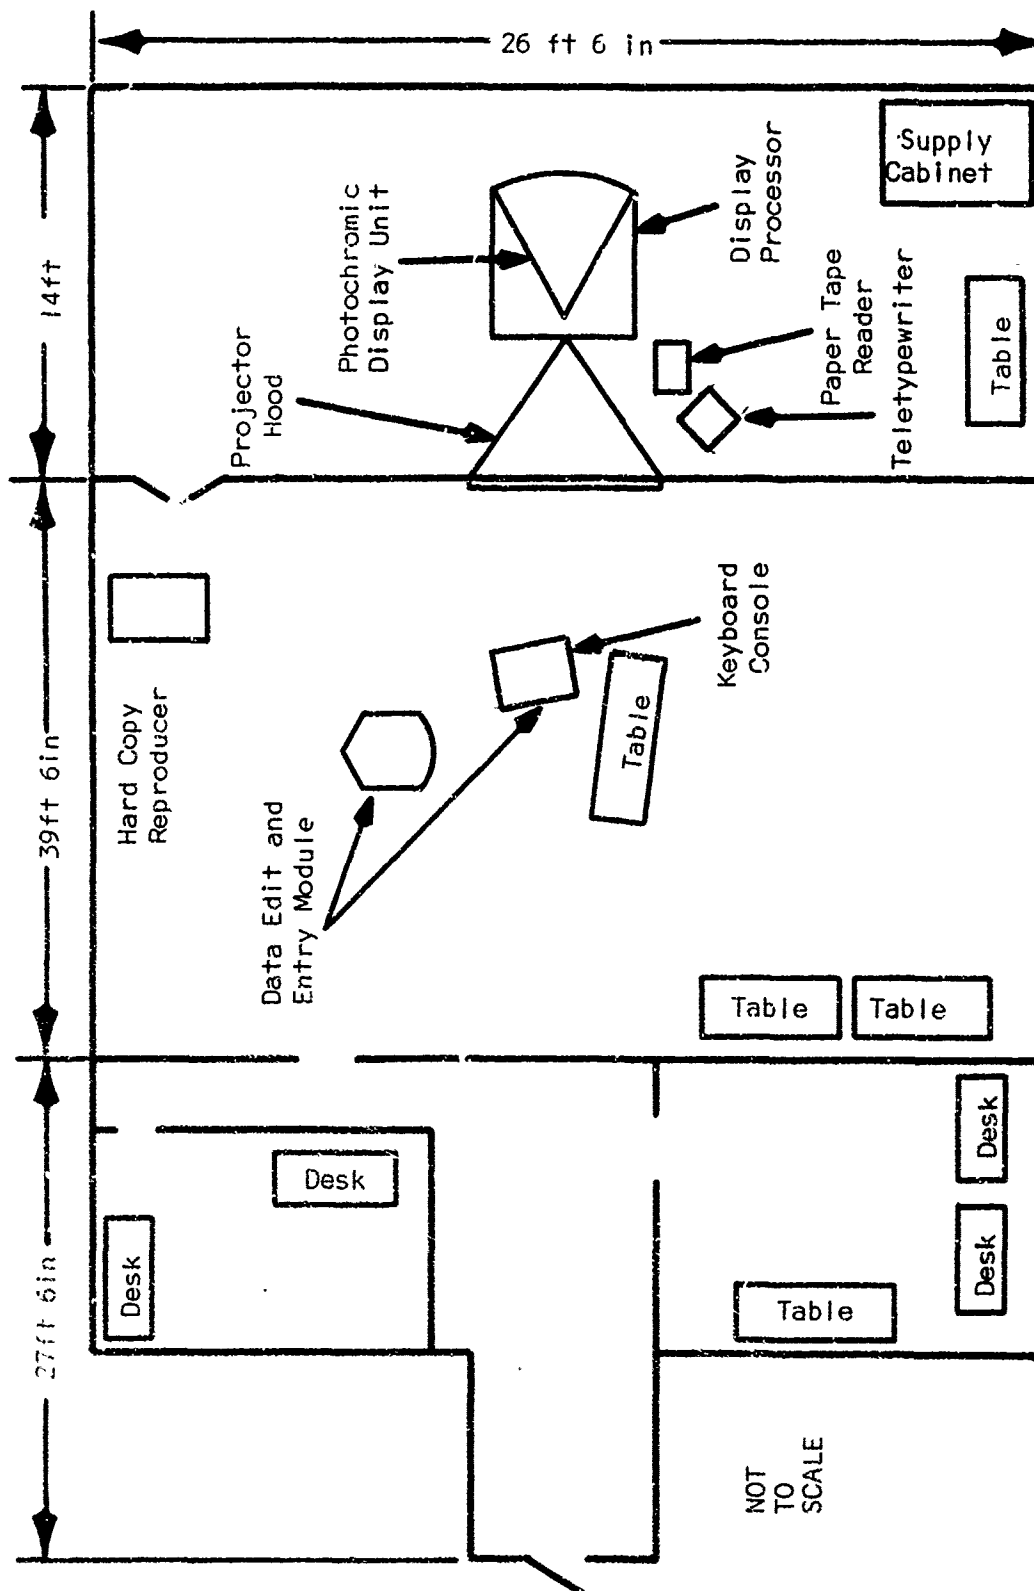 26 ft 6 in
14ft
39ft 6in
27ft 6in
Supply
Cabinet
Photochromic
Display Unit
Display
Processor
Projector
Hood
Paper Tape
Reader
Teletypewriter
Table
Hard Copy
Reproducer
Keyboard
Console
Table
Data Edit and
Entry Module
Table
Table
Desk
Desk
Desk
Desk
Table
NOT
TO
SCALE